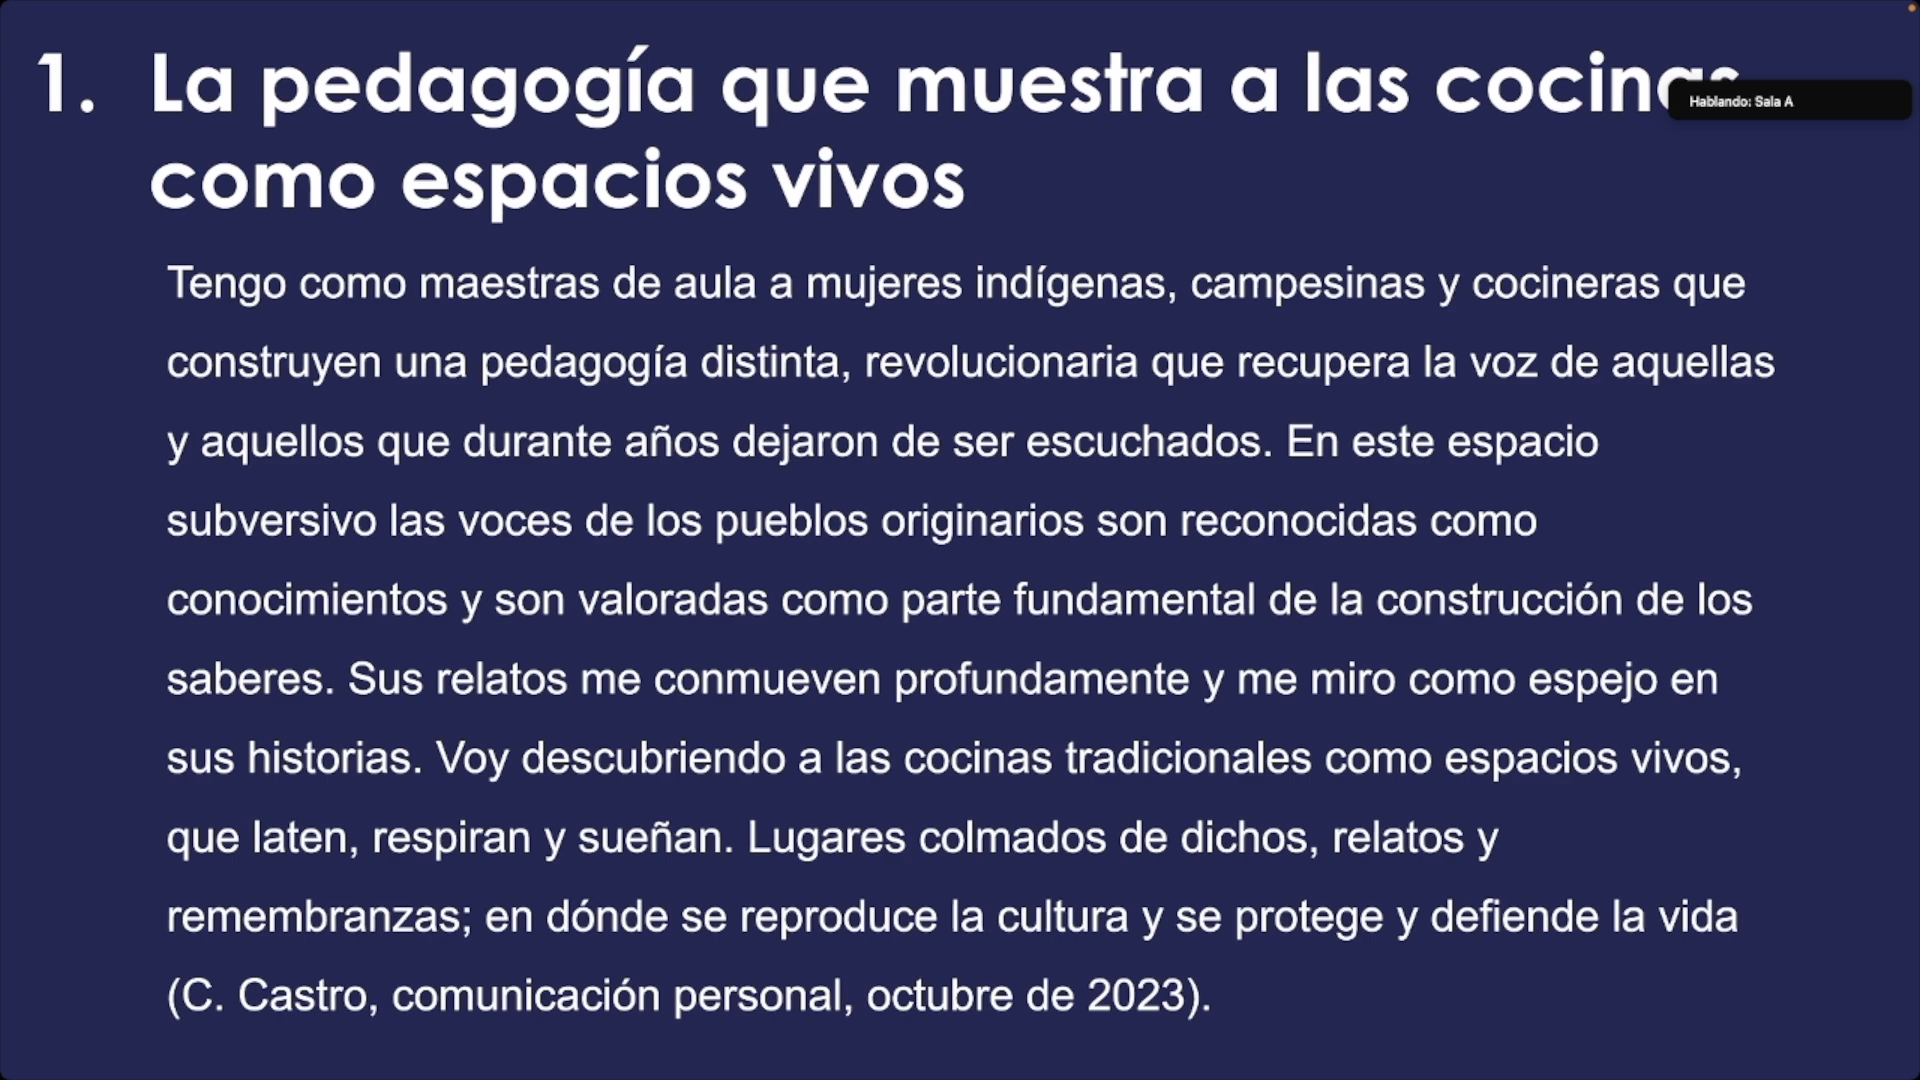 1. La pedagogía que muestra a las cocinas
Hablando: Sala A
como espacios vivos
Tengo como maestras de aula a mujeres indígenas, campesinas y cocineras que
construyen una pedagogía distinta, revolucionaria que recupera la voz de aquellas
y aquellos que durante años dejaron de ser escuchados. En este espacio
subversivo las voces de los pueblos originarios son reconocidas como
conocimientos y son valoradas como parte fundamental de la construcción de los
saberes. Sus relatos me conmueven profundamente y me miro como espejo en
sus historias. Voy descubriendo a las cocinas tradicionales como espacios vivos,
que laten, respiran y sueñan. Lugares colmados de dichos, relatos y
remembranzas; en dónde se reproduce la cultura y se protege y defiende la vida
(C. Castro, comunicación personal, octubre de 2023).